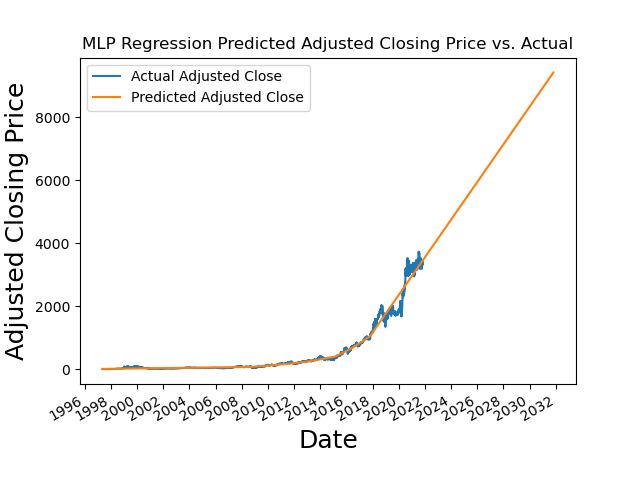 MLP Regression Predicted Adjusted Closing Price vs. Actual
Actual Adjusted Close
Predicted Adjusted Close
Adjusted Closing Price
8000
6000
4000
2000
0
1996 1998 2000 2002 2004 2006 2008 2010 2012 2014 2016 2018 2020 2022 2024 2026 2028 2030 2032
Date